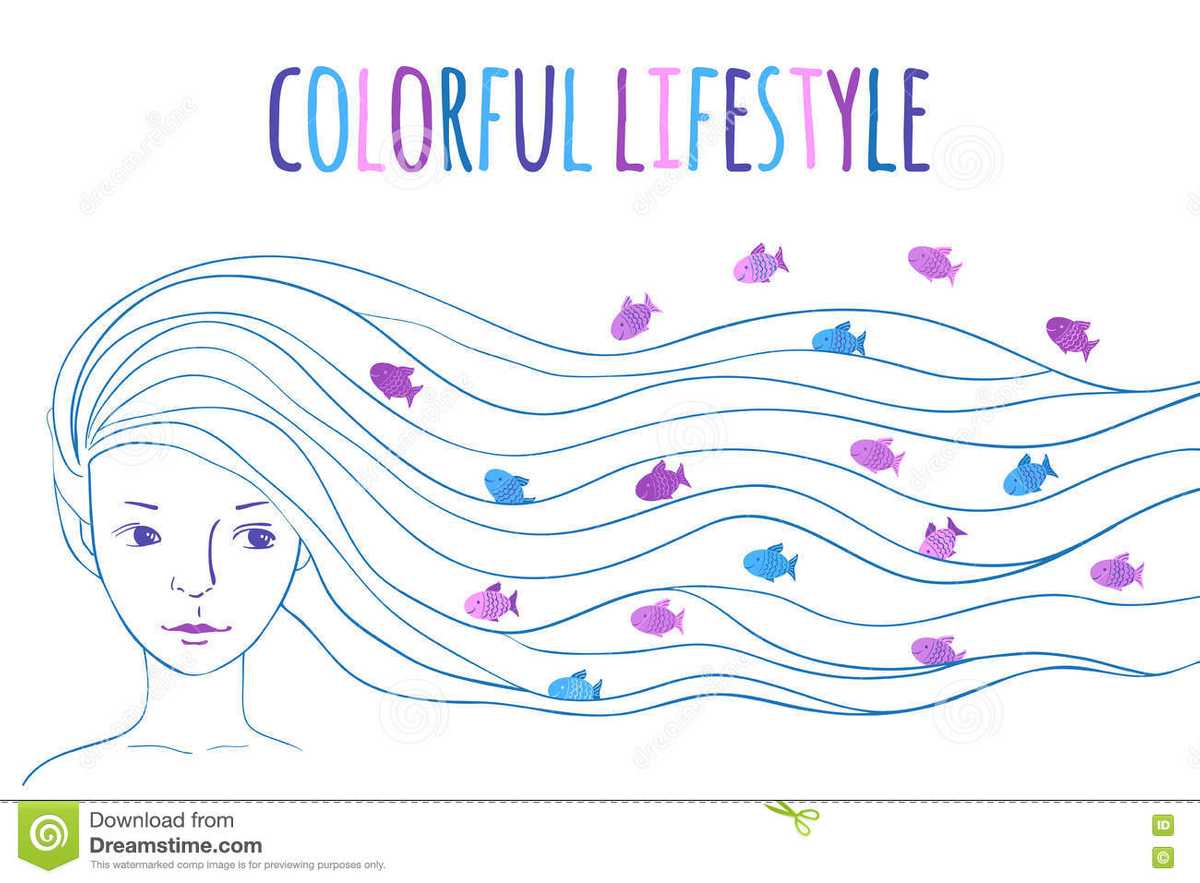 COLORFUL LIFESTYLE
Download from
Dreamstime.com
This watermarked comp image is for previewing purposes only.
ID
©